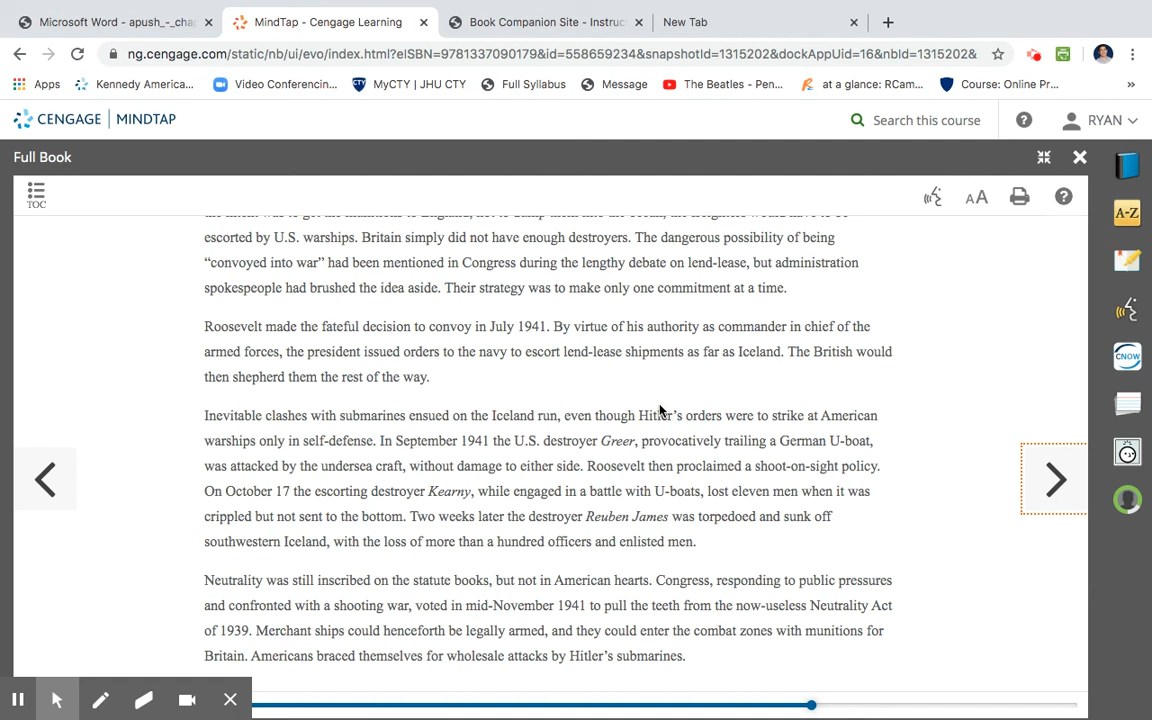 Microsoft Word - apush_-_cha
MindTap - Cengage Learning
Book Companion Site - Instruc
New Tab
ng.cengage.com/static/nb/ui/evo/index.html?eISBN=9781337090179&id=558659234&snapshotId=1315202&dockAppUid=16&nbId=1315202&
Apps
Kennedy America...
Video Conferencin...
CTY
MyCTY | JHU CTY
Full Syllabus
Message
The Beatles - Pen...
at a glance: RCam...
Course: Online Pr...
»
CENGAGE | MINDTAP
Search this course
RYAN
Full Book
TOC
AA
A-Z
escorted by U.S. warships. Britain simply did not have enough destroyers. The dangerous possibility of being
“convoyed into war” had been mentioned in Congress during the lengthy debate on lend-lease, but administration
spokespeople had brushed the idea aside. Their strategy was to make only one commitment at a time.
Roosevelt made the fateful decision to convoy in July 1941. By virtue of his authority as commander in chief of the
armed forces, the president issued orders to the navy to escort lend-lease shipments as far as Iceland. The British would
then shepherd them the rest of the way.
CNOW
Inevitable clashes with submarines ensued on the Iceland run, even though Hitler’s orders were to strike at American
warships only in self-defense. In September 1941 the U.S. destroyer Greer, provocatively trailing a German U-boat,
was attacked by the undersea craft, without damage to either side. Roosevelt then proclaimed a shoot-on-sight policy.
On October 17 the escorting destroyer Kearny, while engaged in a battle with U-boats, lost eleven men when it was
crippled but not sent to the bottom. Two weeks later the destroyer Reuben James was torpedoed and sunk off
southwestern Iceland, with the loss of more than a hundred officers and enlisted men.
Neutrality was still inscribed on the statute books, but not in American hearts. Congress, responding to public pressures
and confronted with a shooting war, voted in mid-November 1941 to pull the teeth from the now-useless Neutrality Act
of 1939. Merchant ships could henceforth be legally armed, and they could enter the combat zones with munitions for
Britain. Americans braced themselves for wholesale attacks by Hitler’s submarines.